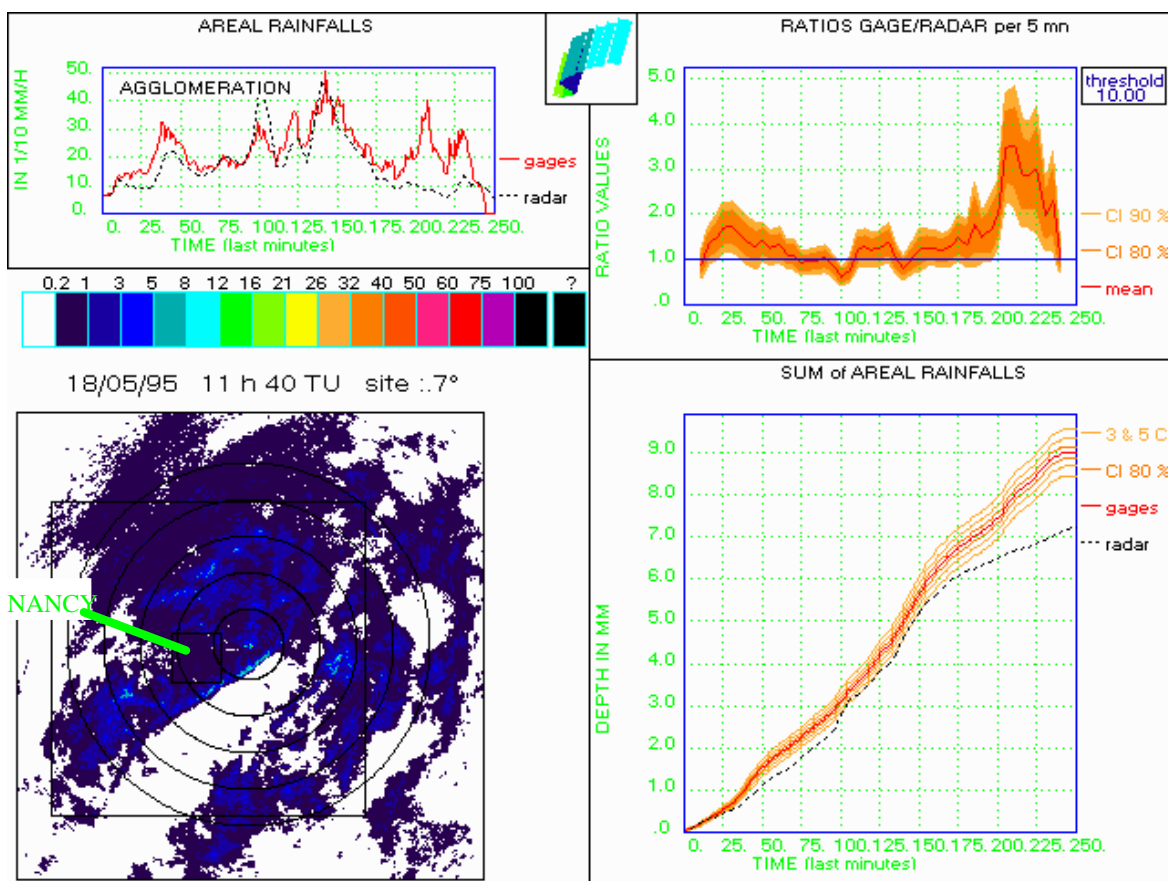 AREAL RAINFALLS
IN 1/10 MM/H
50.
40.
30.
20.
10.
0.
AGGLOMERATION
gages
radar
0. 25. 50. 75. 100.125.150.175.200.225.250.
TIME (last minutes)
RATIOS GAGE/RADAR per 5 mn
RATIO VALUES
5.0
4.0
3.0
2.0
1.0
.0
threshold
10.00
CI 90 %
CI 80 %
mean
0. 25. 50. 75. 100.125.150.175.200.225.250.
TIME (last minutes)
0.2 1 3 5 8 12 16 21 26 32 40 50 60 75 100 ?
18/05/95 11 h 40 TU site :.7°
NANCY
SUM of AREAL RAINFALLS
DEPTH IN MM
9.0
8.0
7.0
6.0
5.0
4.0
3.0
2.0
1.0
.0
3 & 5 C
CI 80 %
gages
radar
0. 25. 50. 75. 100.125.150.175.200.225.250.
TIME (last minutes)